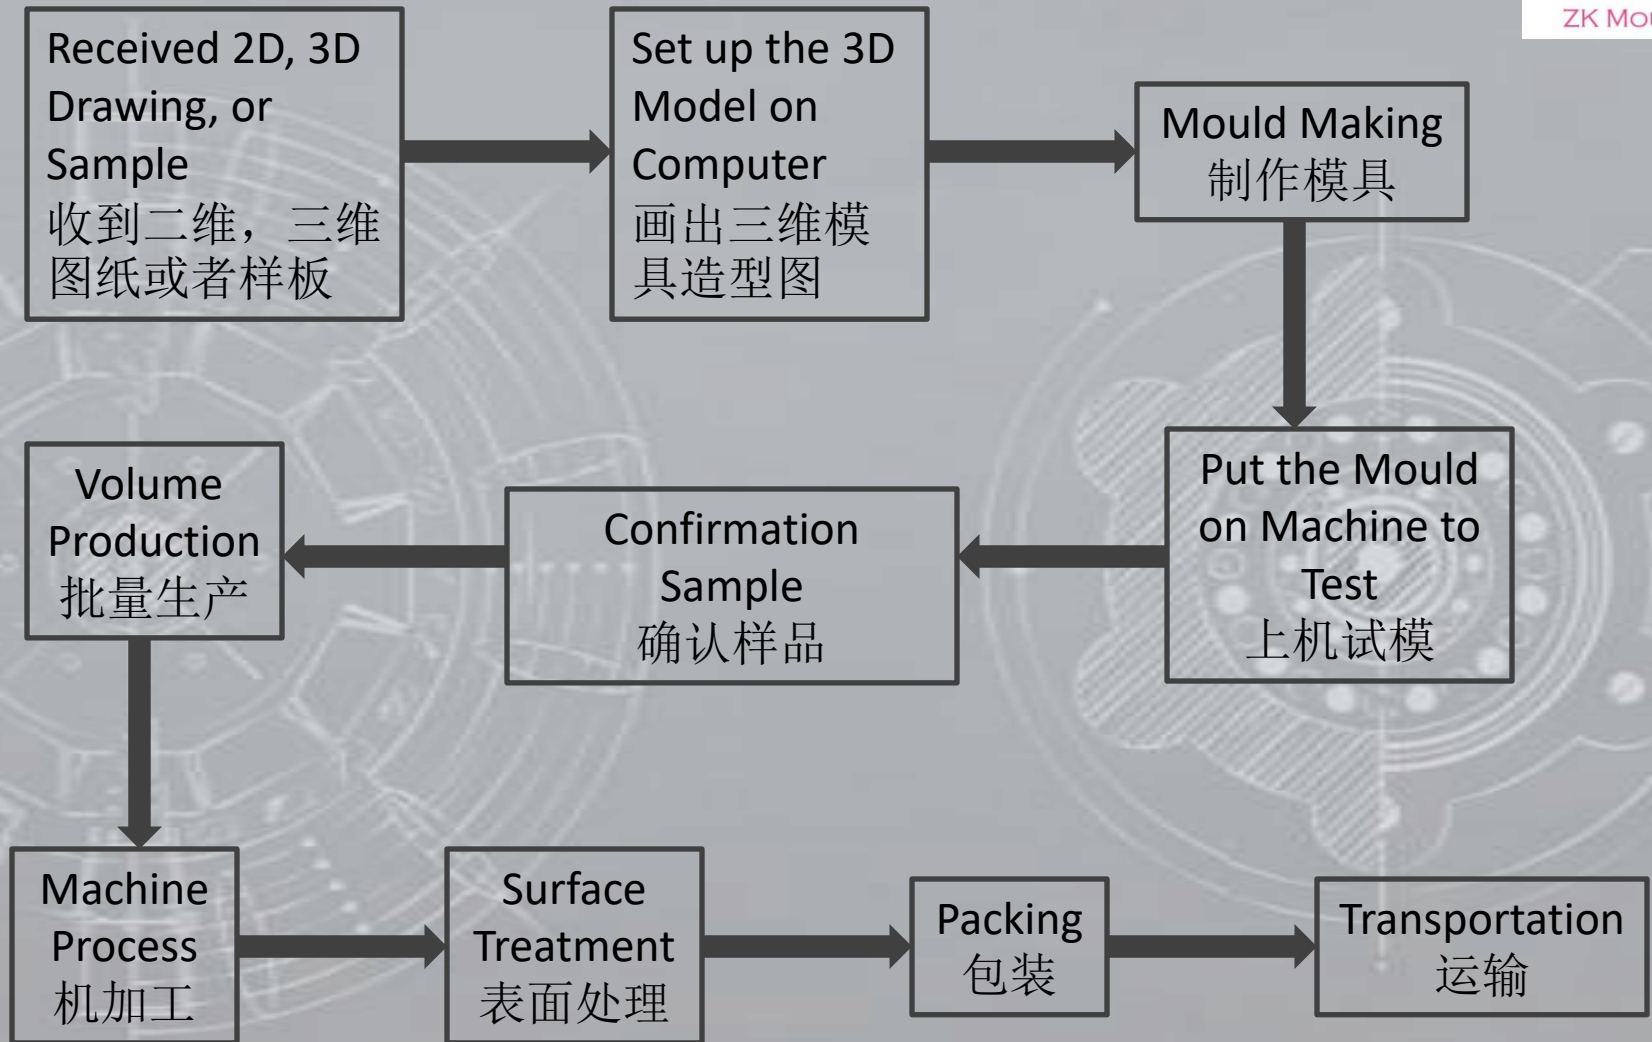 ZK Mou
Received 2D, 3D
Drawing, or
Sample
收到二维，三维
图纸或者样板
Set up the 3D
Model on
Computer
画出三维模
具造型图
Mould Making
制作模具
Put the Mould
on Machine to
Test
上机试模
Confirmation
Sample
确认样品
Volume
Production
批量生产
Machine
Process
机加工
Surface
Treatment
表面处理
Packing
包装
Transportation
运输